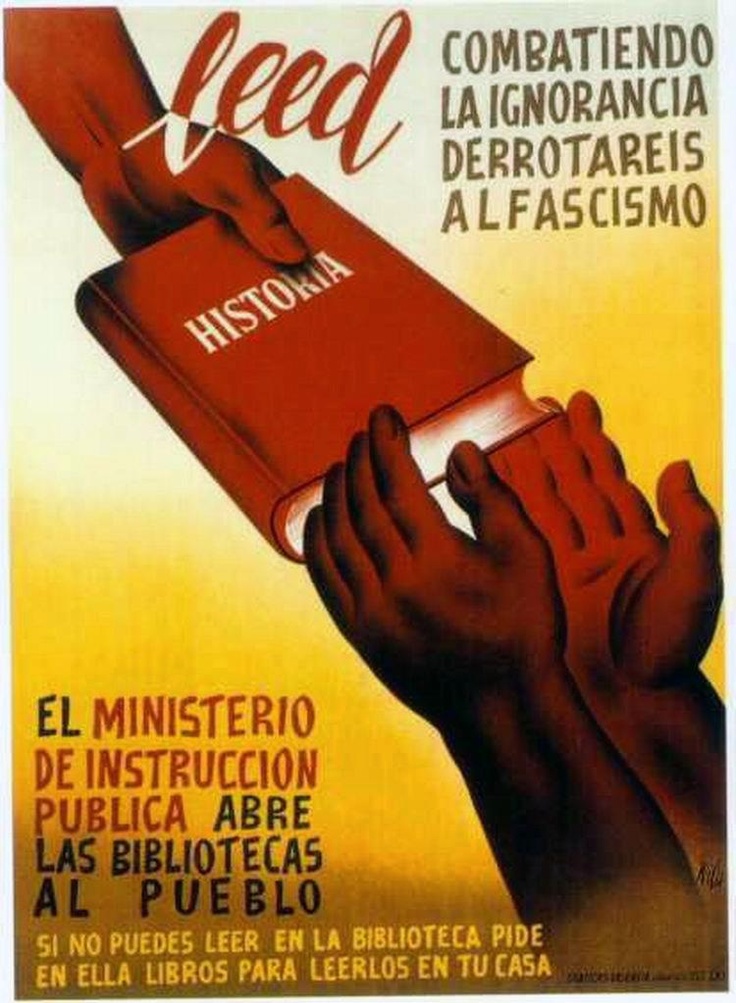 leed
COMBATIENDO
LA IGNORANCIA
DERROTAREIS
AL FASCISMO
HISTORIA
EL MINISTERIO
DE INSTRUCCION
PUBLICA ABRE
LAS BIBLIOTECAS
AL PUEBLO
SI NO PUEDES LEER EN LA BIBLIOTECA PIDE
EN ELLA LIBROS PARA LEERLOS EN TU CASA